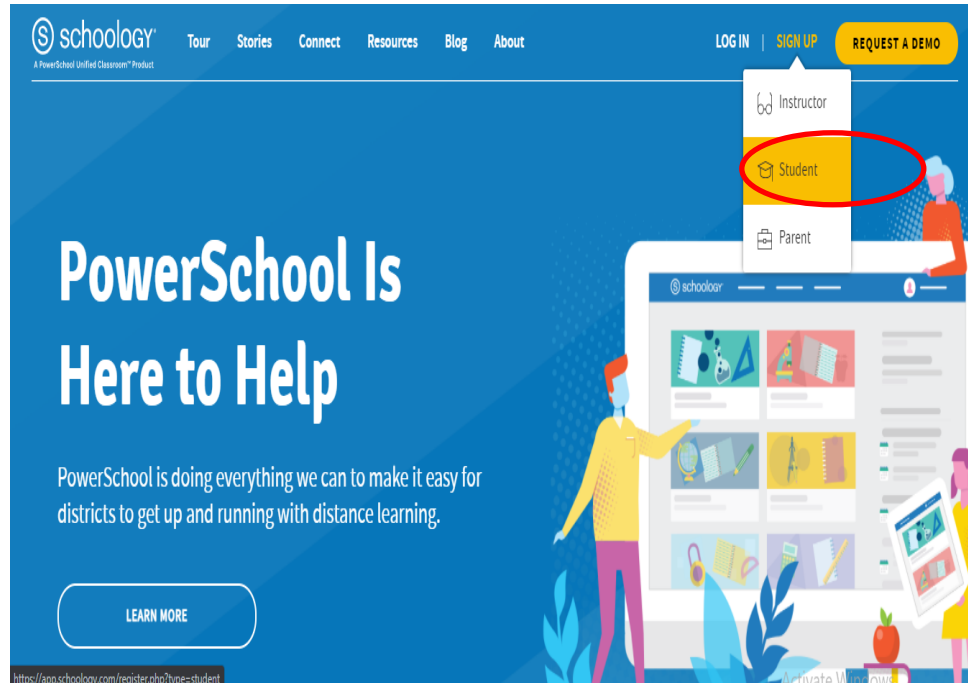 schoology®
A PowerSchool Unified Classroom™ Product
Tour Stories Connect Resources Blog About
LOG IN | SIGN UP REQUEST A DEMO
Instructor
Student
Parent
PowerSchool Is
Here to Help
PowerSchool is doing everything we can to make it easy for
districts to get up and running with distance learning.
LEARN MORE
schoology
https://app.schoology.com/register.php?type=student
Activate Windows